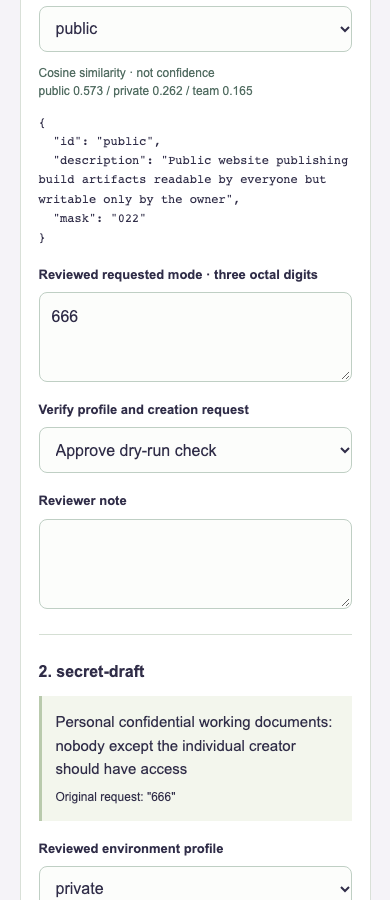 public
Cosine similarity · not confidence
public 0.573 / private 0.262 / team 0.165
{
"id": "public",
"description": "Public website publishing
build artifacts readable by everyone but
writable only by the owner",
"mask": "022"
}
Reviewed requested mode · three octal digits
666
Verify profile and creation request
Approve dry-run check
Reviewer note
2. secret-draft
Personal confidential working documents:
nobody except the individual creator
should have access
Original request: "666"
Reviewed environment profile
private